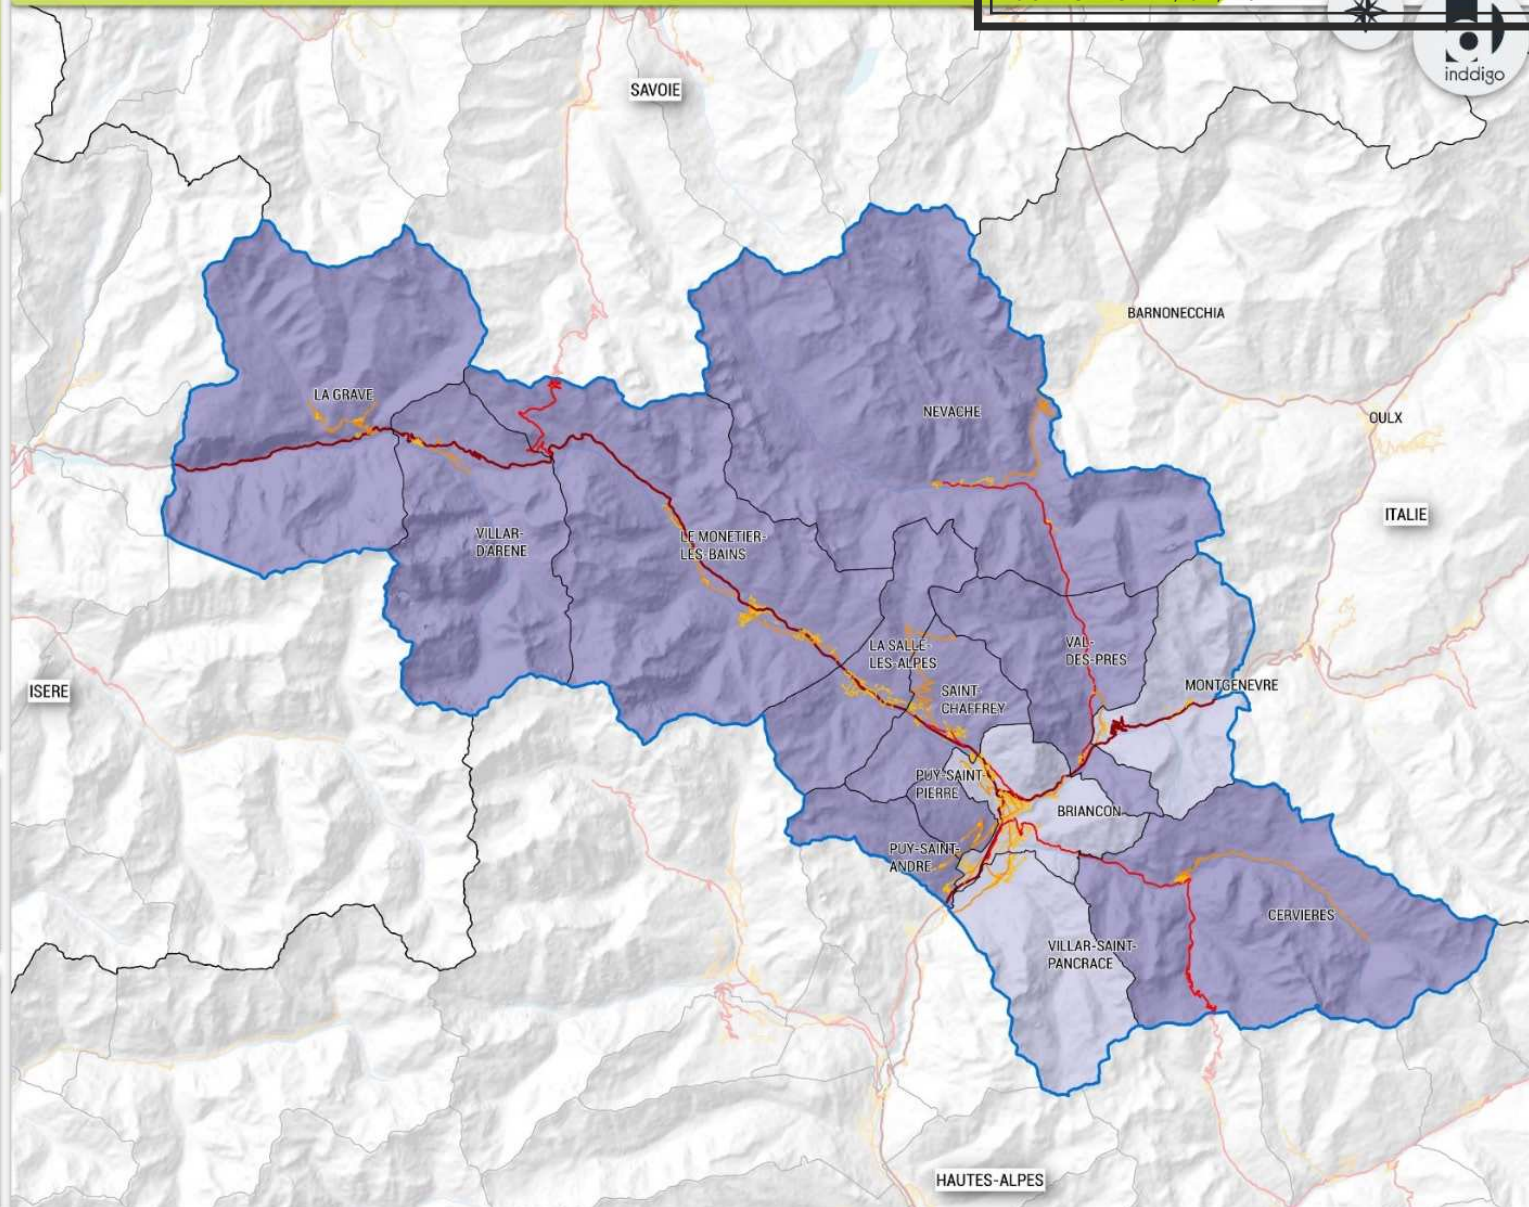 inddigo
SAVOIE
BARNONECCHIA
LA GRAVE
NEVACHE
OULX
ITALIE
VILLAR-
D'ARENE
LE MONETIER-
LES-BAINS
LA SALLE-
LES-ALPES
VAL-
DES-PRES
ISERE
SAINT
CHAFFREY
MONTGENEVRE
PUY-SAINT-
PIERRE
BRIANCON
PUY-SAINT-
ANDRE
CERVIERES
VILLAR-SAINT-
PANCRACE
HAUTES-ALPES